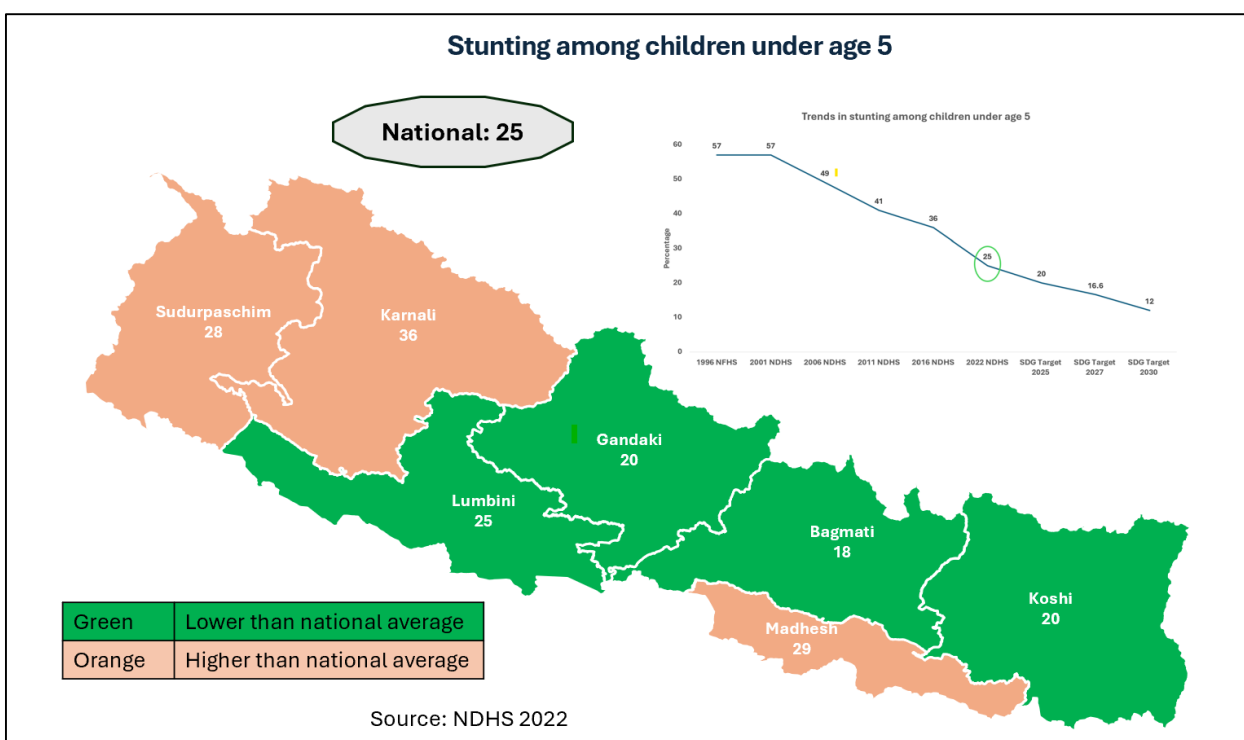 Stunting among children under age 5
National: 25
Trends in stunting among children under age 5
Percentage
60
50
40
30
20
10
0
57
57
49
41
36
25
20
16.6
12
1996 NFHS
2001 NDHS
2006 NDHS
2011 NDHS
2016 NDHS
2022 NDHS
SDG Target
2025
SDG Target
2027
SDG Target
2030
Sudurpaschim
28
Karnali
36
Gandaki
20
Lumbini
25
Bagmati
18
Koshi
20
Madhesh
29
Green Lower than national average
Orange Higher than national average
Source: NDHS 2022